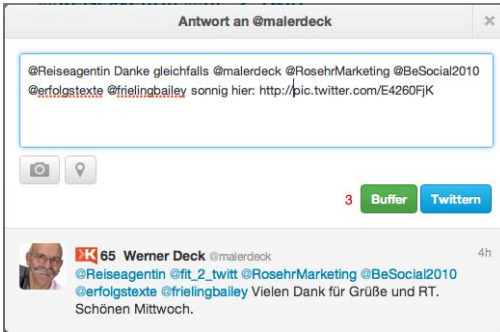 Antwort an @malerdeck
×
@Reiseagentin Danke gleichfalls @malerdeck @RosehrMarketing @BeSocial2010
@erfolgstexte @frielingbailey sonnig hier: http://pic.twitter.com/E4260FjK
3 Buffer Twittern
K 65 Werner Deck @malerdeck 4h
@Reiseagentin @fit_2_twitt @RosehrMarketing @BeSocial2010
@erfolgstexte @frielingbailey Vielen Dank für Grüße und RT.
Schönen Mittwoch.